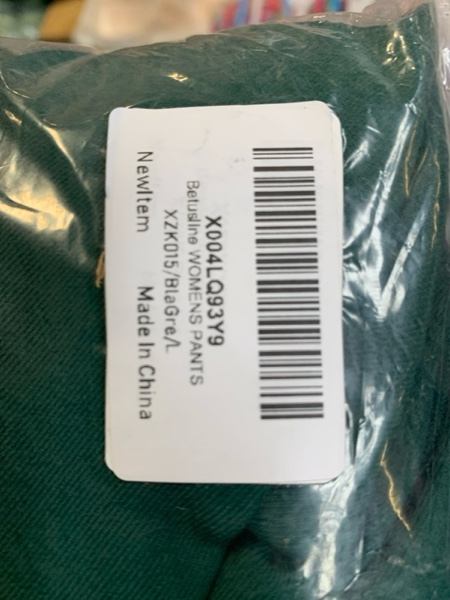 X004LQ93Y9
Betusline WOMENS PANTS
XZK015/BlaGre/L
NewItem Made In China